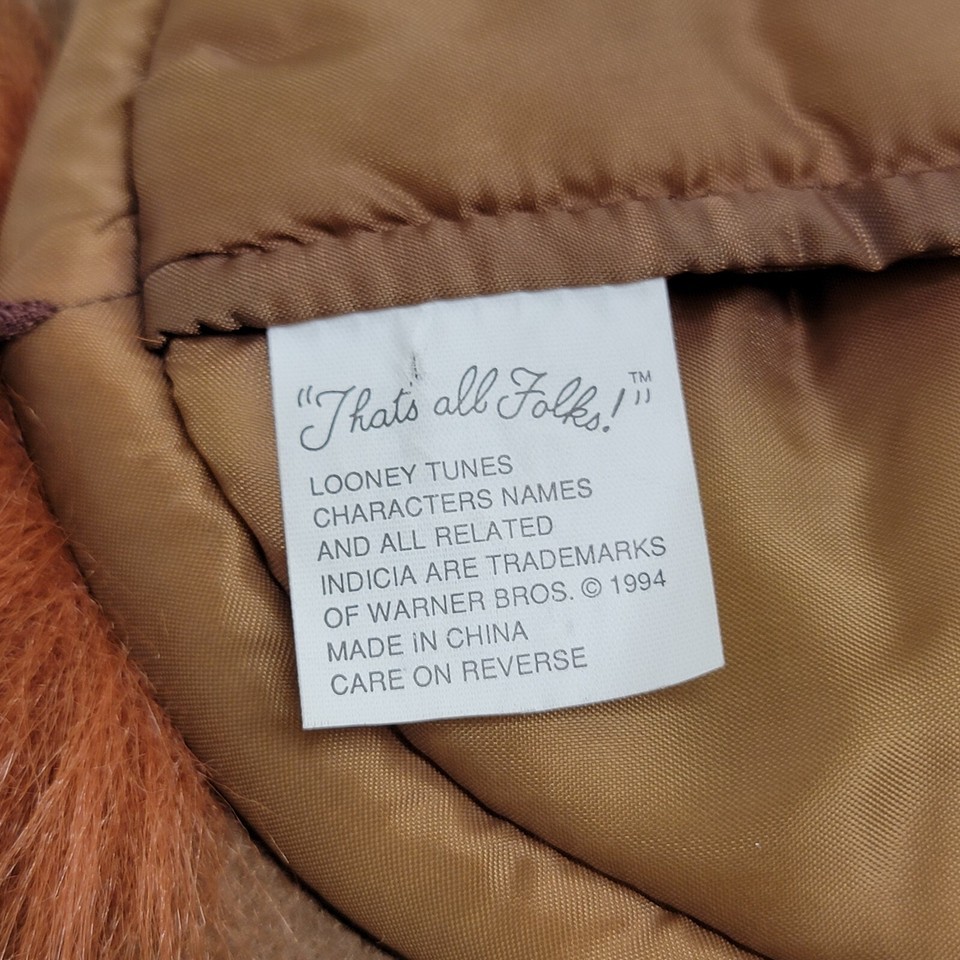 "That's all Folks!"™
LOONEY TUNES
CHARACTERS NAMES
AND ALL RELATED
INDICIA ARE TRADEMARKS
OF WARNER BROS. © 1994
MADE iN CHINA
CARE ON REVERSE